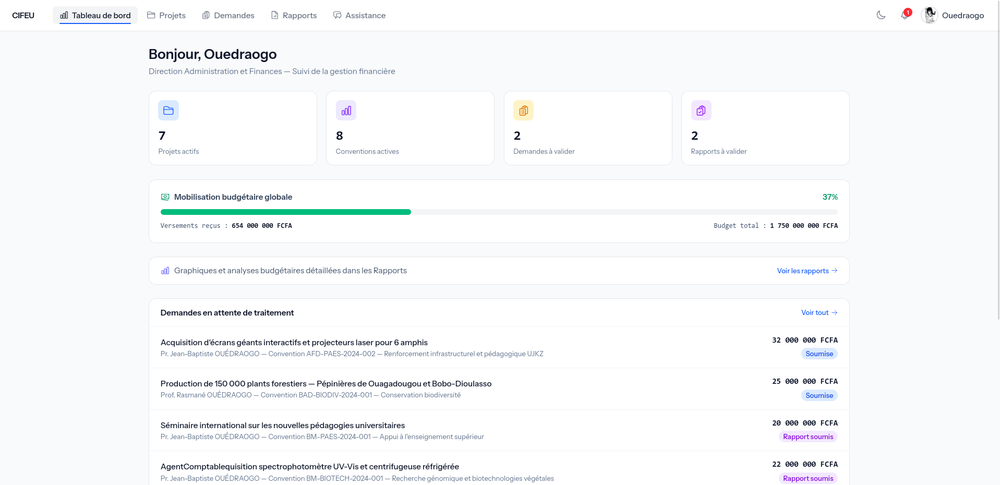 CIFEU
Tableau de bord
Projets
Demandes
Rapports
Assistance
1
Ouedraogo
Bonjour, Ouedraogo
Direction Administration et Finances — Suivi de la gestion financière
7
Projets actifs
8
Conventions actives
2
Demandes à valider
2
Rapports à valider
Mobilisation budgétaire globale
37%
Versements reçus : 654 000 000 FCFA
Budget total : 1 750 000 000 FCFA
Graphiques et analyses budgétaires détaillées dans les Rapports
Voir les rapports →
Demandes en attente de traitement
Voir tout →
Acquisition d'écrans géants interactifs et projecteurs laser pour 6 amphis
32 000 000 FCFA
Pr. Jean-Baptiste OUÉDRAOGO — Convention AFD-PAES-2024-002 — Renforcement infrastructurel et pédagogique UJKZ
Soumise
Production de 150 000 plants forestiers — Pépinières de Ouagadougou et Bobo-Dioulasso
25 000 000 FCFA
Prof. Rasmané OUÉDRAOGO — Convention BAD-BIODIV-2024-001 — Conservation biodiversité
Soumise
Séminaire international sur les nouvelles pédagogies universitaires
20 000 000 FCFA
Pr. Jean-Baptiste OUÉDRAOGO — Convention BM-PAES-2024-001 — Appui à l'enseignement supérieur
Rapport soumis
AgentComptablequisition spectrophotomètre UV-Vis et centrifugeuse réfrigérée
22 000 000 FCFA
Pr. Jean-Baptiste OUÉDRAOGO — Convention BM-BIOTECH-2024-001 — Recherche génomique et biotechnologies végétales
Rapport soumis